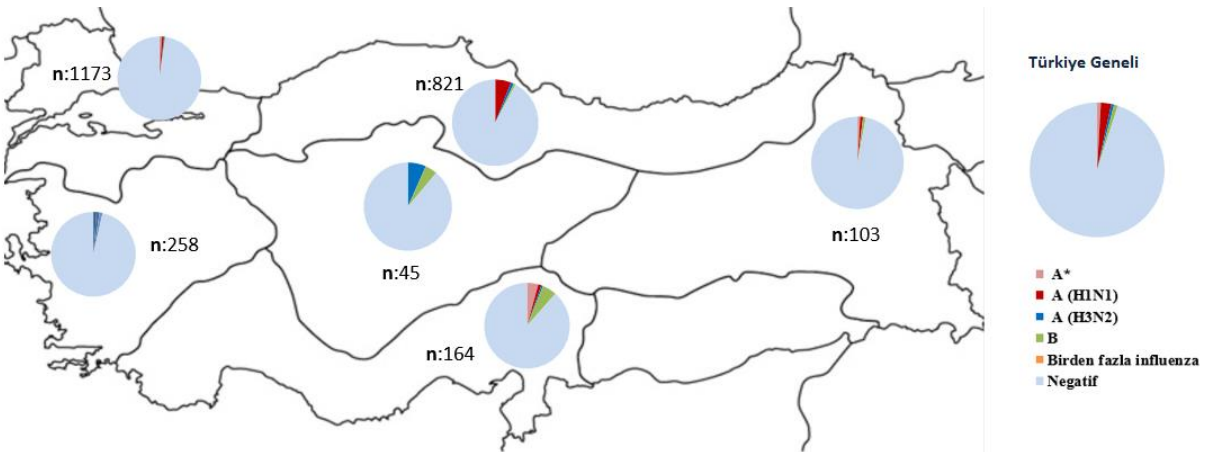 n:1173
n:821
n:258
n:45
n:164
n:103
Türkiye Geneli
A*
A (H1N1)
A (H3N2)
B
Birden fazla influenza
Negatif